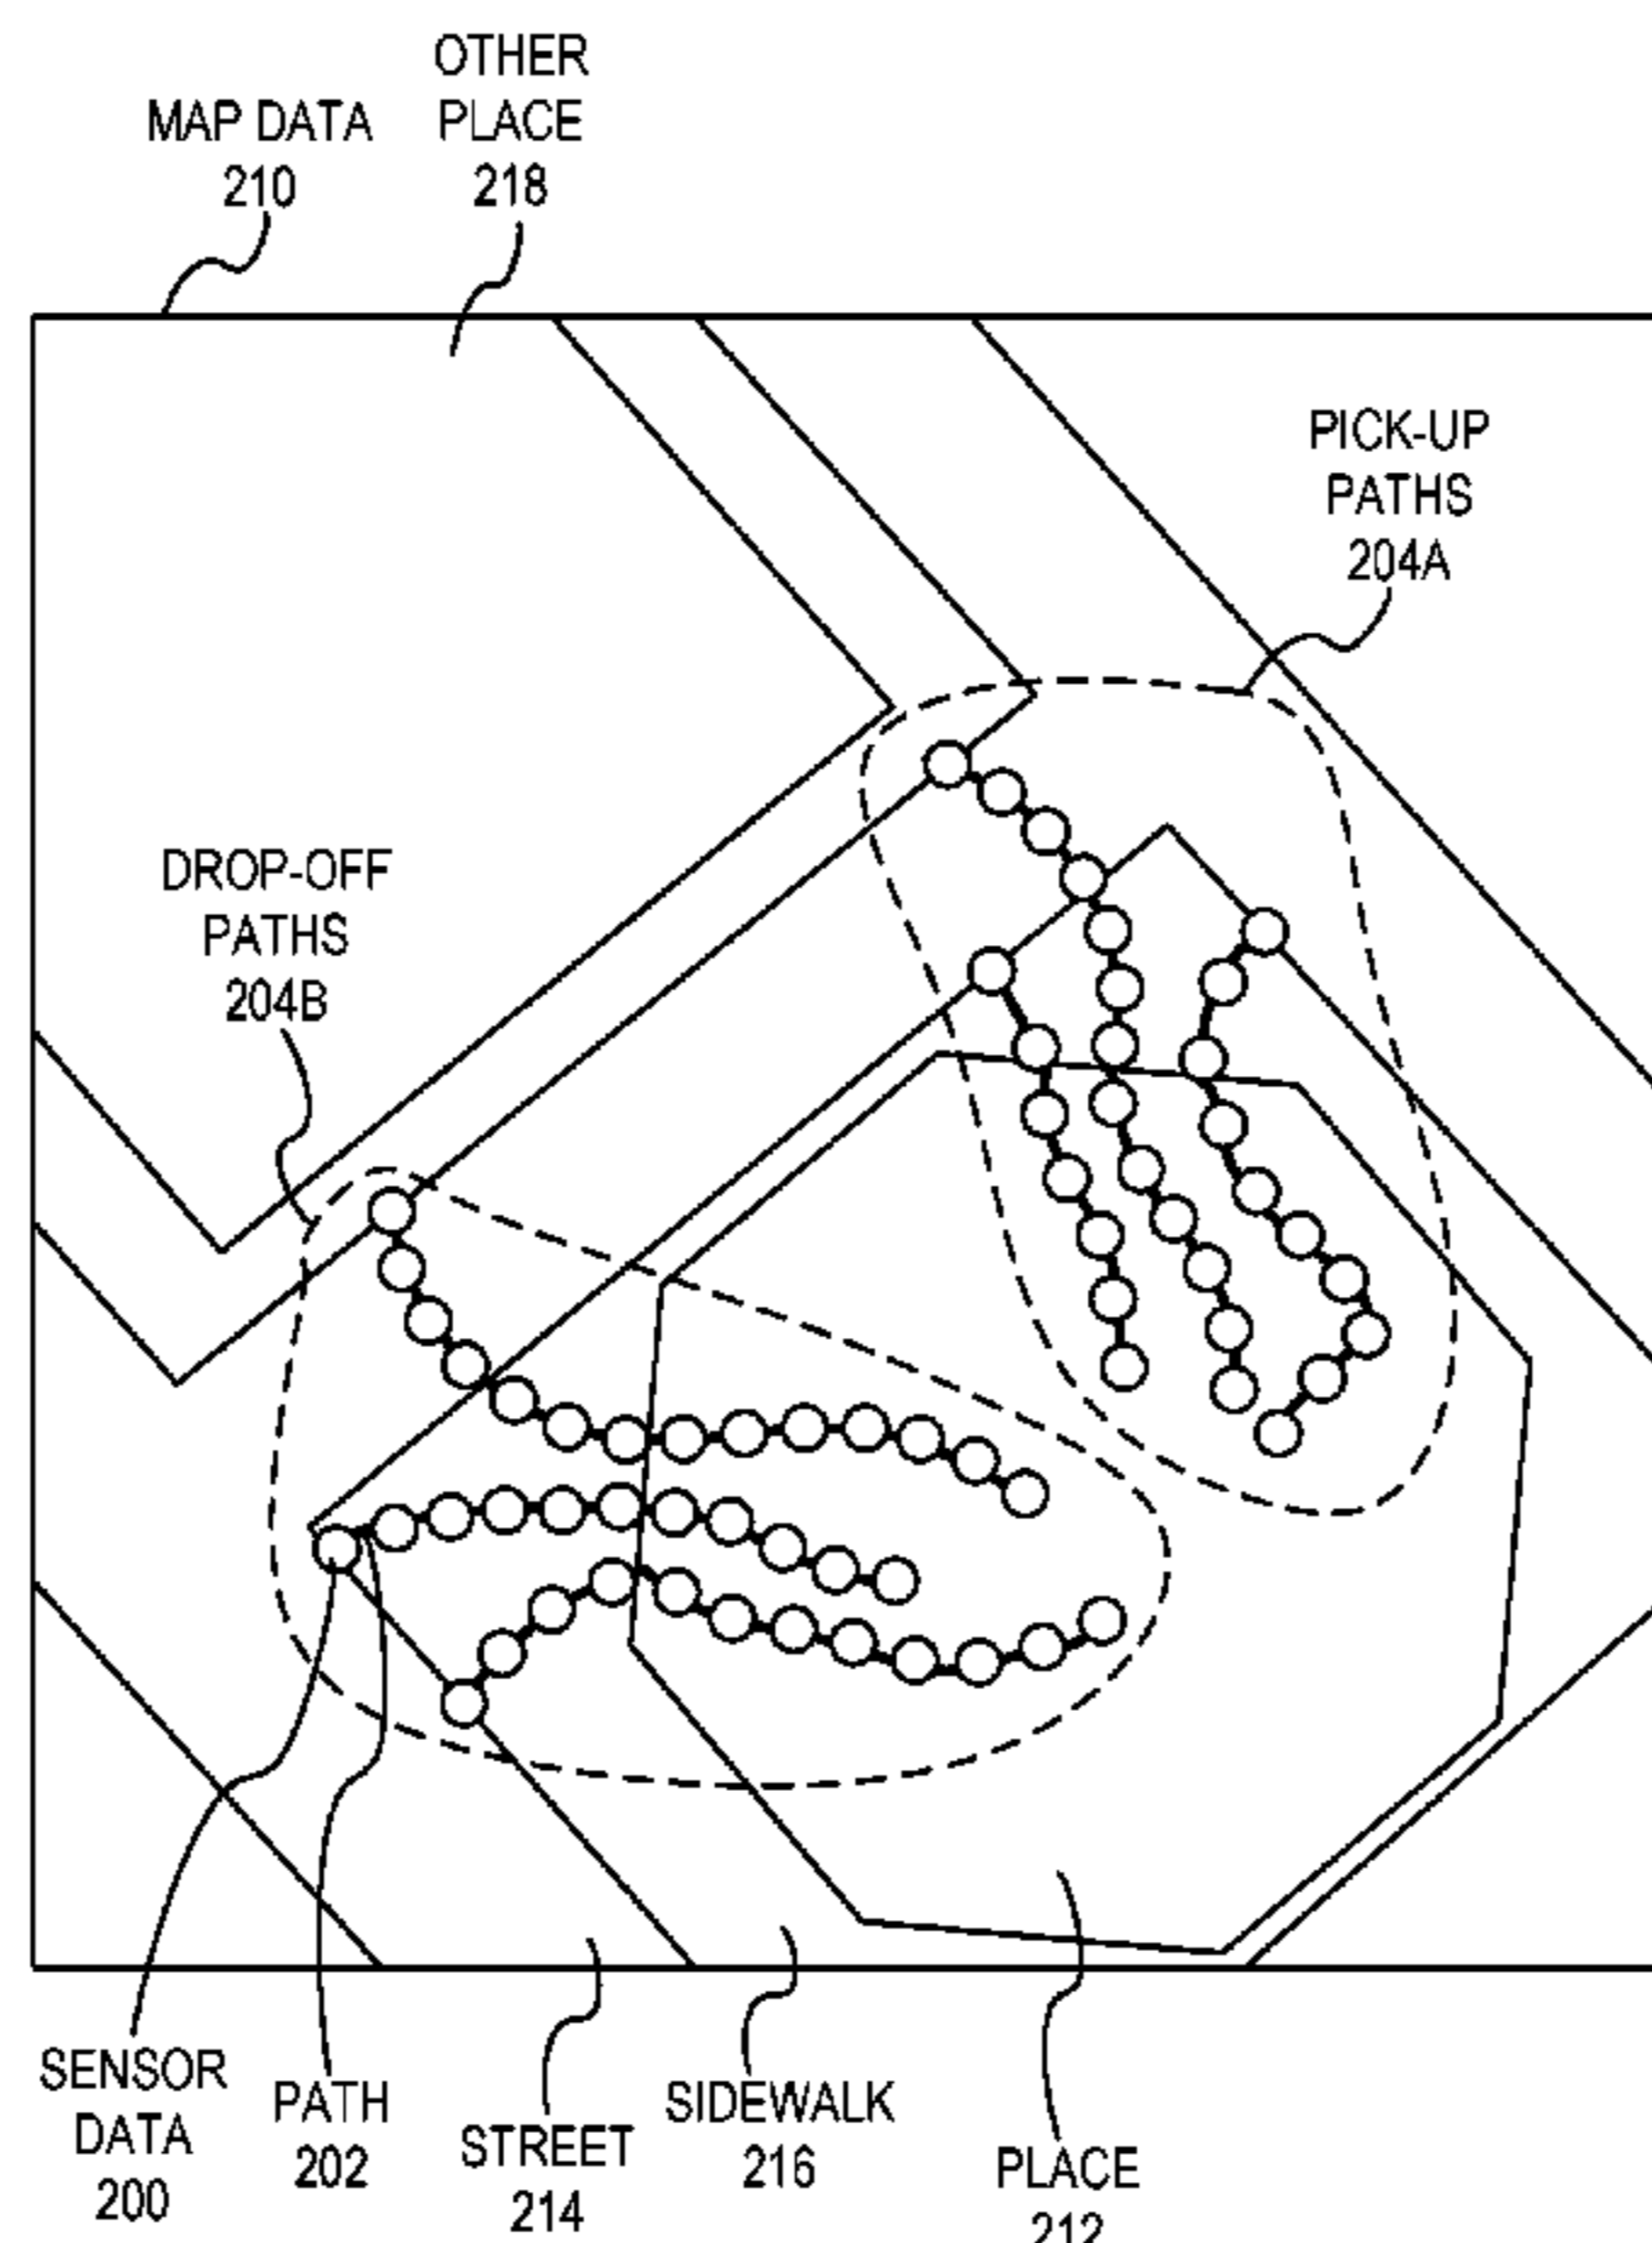 OTHER
PLACE
218
MAP DATA
210
PICK-UP
PATHS
204A
DROP-OFF
PATHS
204B
SENSOR
DATA
200
PATH
202
STREET
214
SIDEWALK
216
PLACE
212